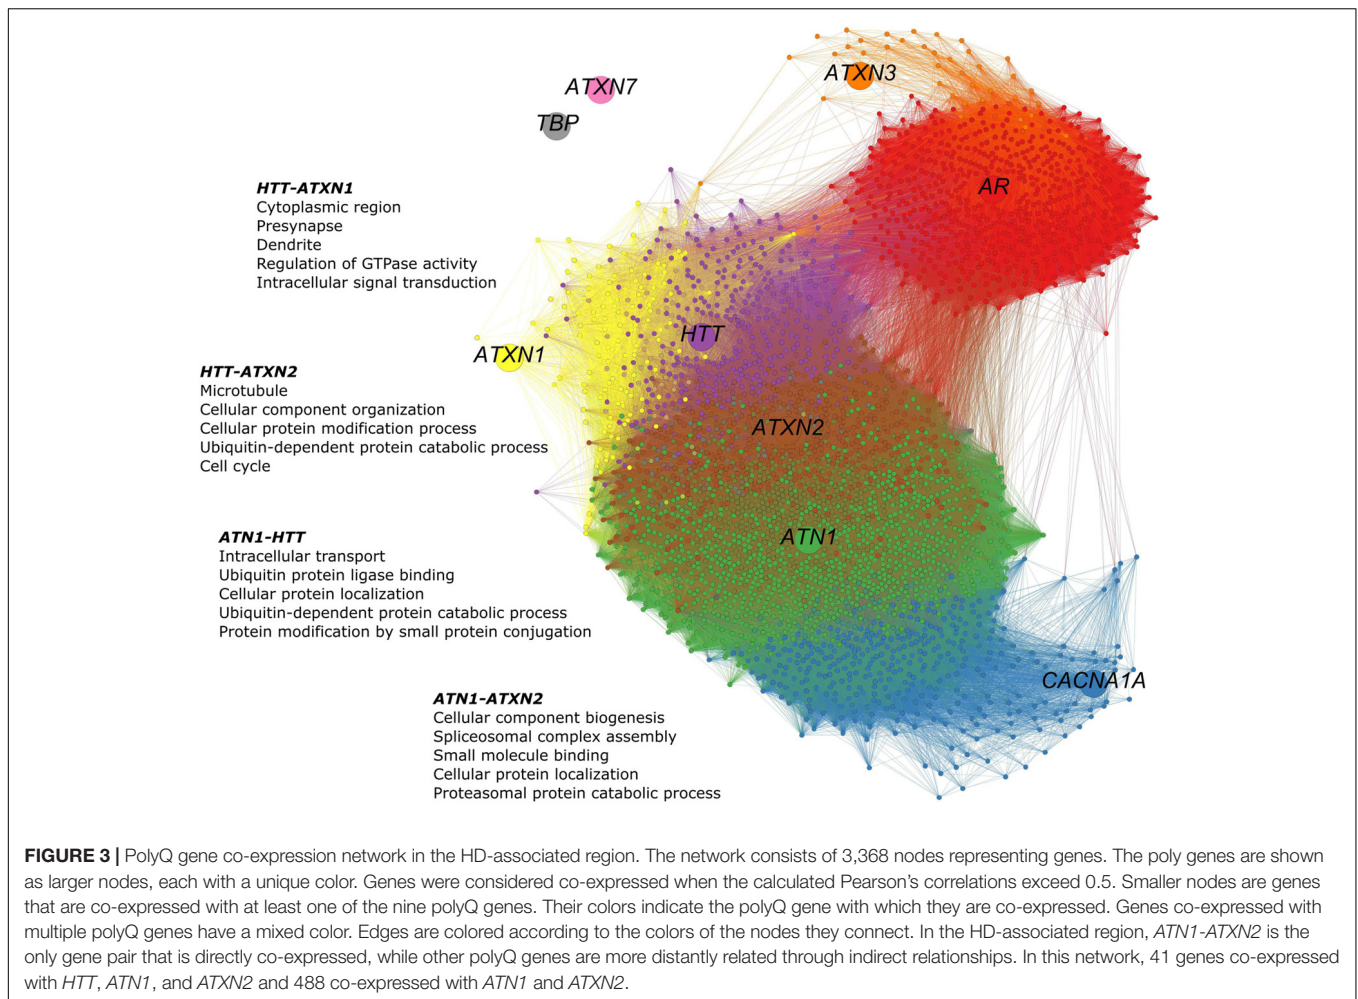 ATXN3
ATXN7
TBP
AR
HTT-ATXN1
Cytoplasmic region
Presynapse
Dendrite
Regulation of GTPase activity
Intracellular signal transduction
HTT
ATXN1
HTT-ATXN2
Microtubule
Cellular component organization
Cellular protein modification process
Ubiquitin-dependent protein catabolic process
Cell cycle
ATXN2
ATN1
ATN1-HTT
Intracellular transport
Ubiquitin protein ligase binding
Cellular protein localization
Ubiquitin-dependent protein catabolic process
Protein modification by small protein conjugation
CACNA1A
ATN1-ATXN2
Cellular component biogenesis
Spliceosomal complex assembly
Small molecule binding
Cellular protein localization
Proteasomal protein catabolic process
FIGURE 3 | PolyQ gene co-expression network in the HD-associated region. The network consists of 3,368 nodes representing genes. The poly genes are shown
as larger nodes, each with a unique color. Genes were considered co-expressed when the calculated Pearson's correlations exceed 0.5. Smaller nodes are genes
that are co-expressed with at least one of the nine polyQ genes. Their colors indicate the polyQ gene with which they are co-expressed. Genes co-expressed with
multiple polyQ genes have a mixed color. Edges are colored according to the colors of the nodes they connect. In the HD-associated region, ATN1-ATXN2 is the
only gene pair that is directly co-expressed, while other polyQ genes are more distantly related through indirect relationships. In this network, 41 genes co-expressed
with HTT, ATN1, and ATXN2 and 488 co-expressed with ATN1 and ATXN2.